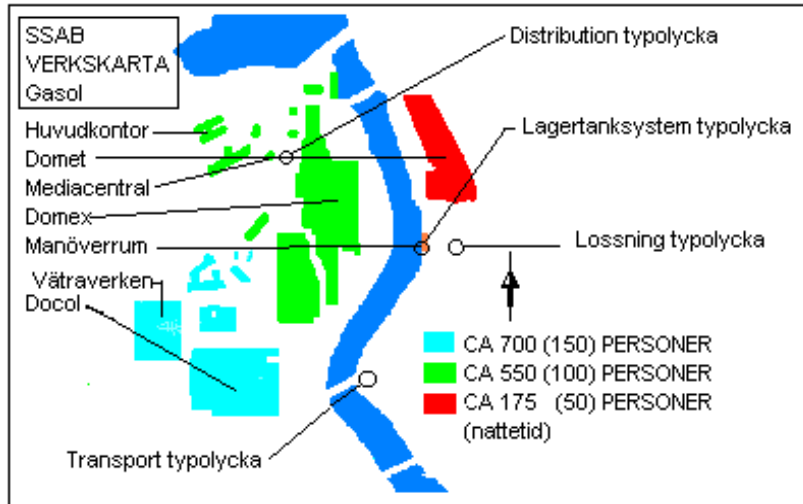 SSAB
VERKSKARTA
Gasol
Distribution typolycka
Huvudkontor
Lagertanksystem typolycka
Domet
Mediacentral
Domex
Manöverrum
Lossning typolycka
Vätraverken
Docol
CA 700 (150) PERSONER
CA 550 (100) PERSONER
CA 175 (50) PERSONER
(nattetid)
Transport typolycka